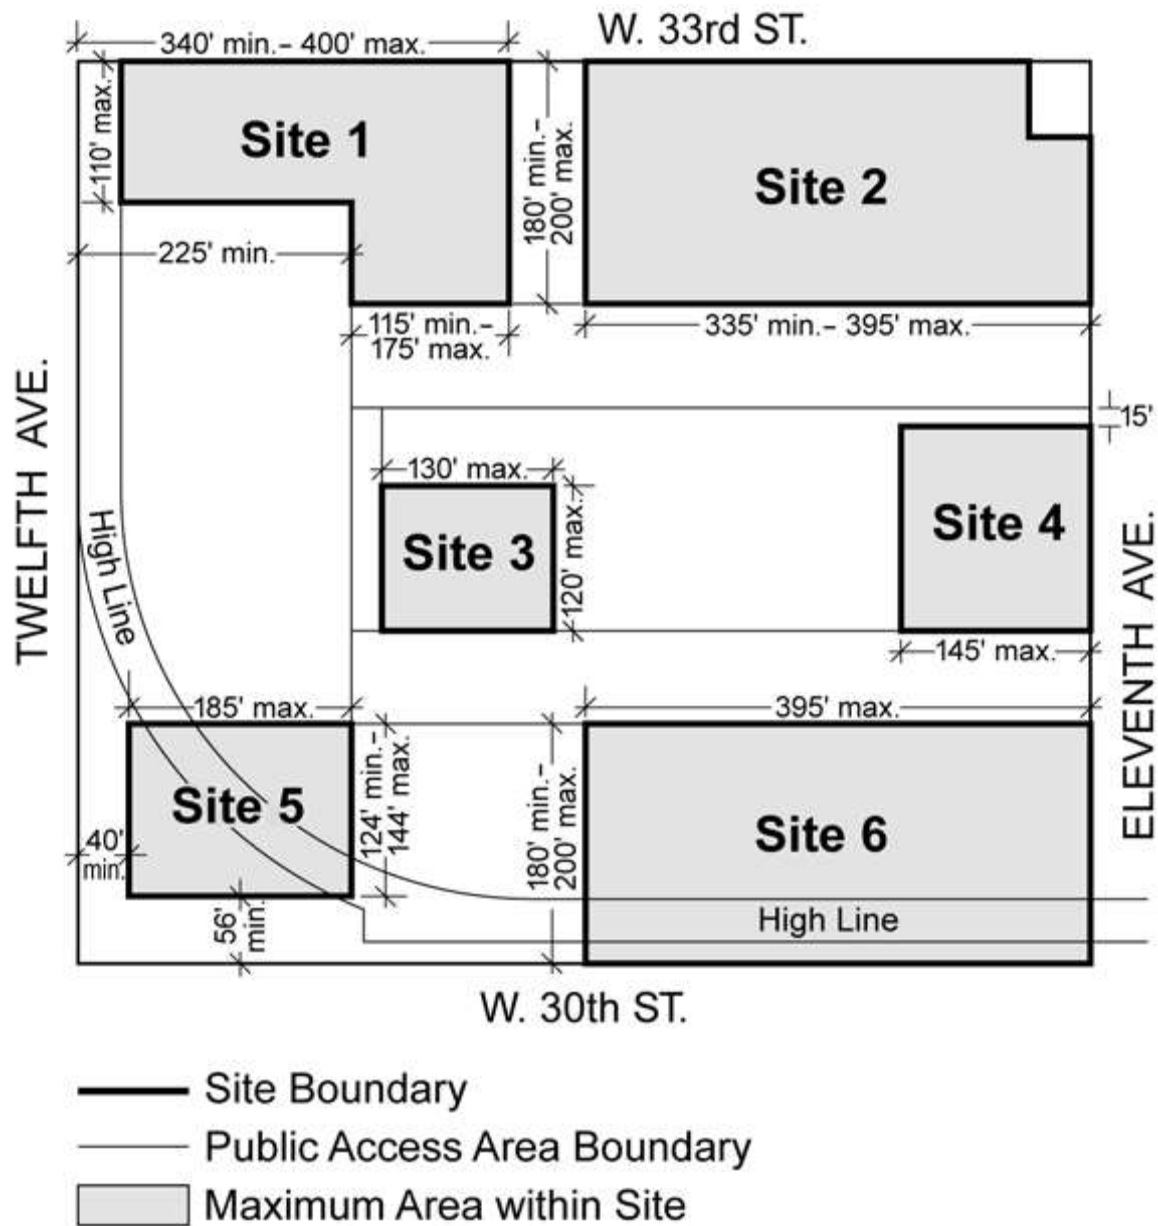 340' min.– 400' max.
W. 33rd ST.
110' max.
Site 1
180' min.–
200' max.
Site 2
225' min.
115' min.–
175' max.
335' min.– 395' max.
TWELFTH AVE.
15'
130' max.
High Line
Site 3
120' max.
Site 4
ELEVENTH AVE.
145' max.
185' max.
395' max.
124' min.–
144' max.
180' min.–
200' max.
Site 5
Site 6
40'
min.
56'
min.
High Line
W. 30th ST.
Site Boundary
Public Access Area Boundary
Maximum Area within Site